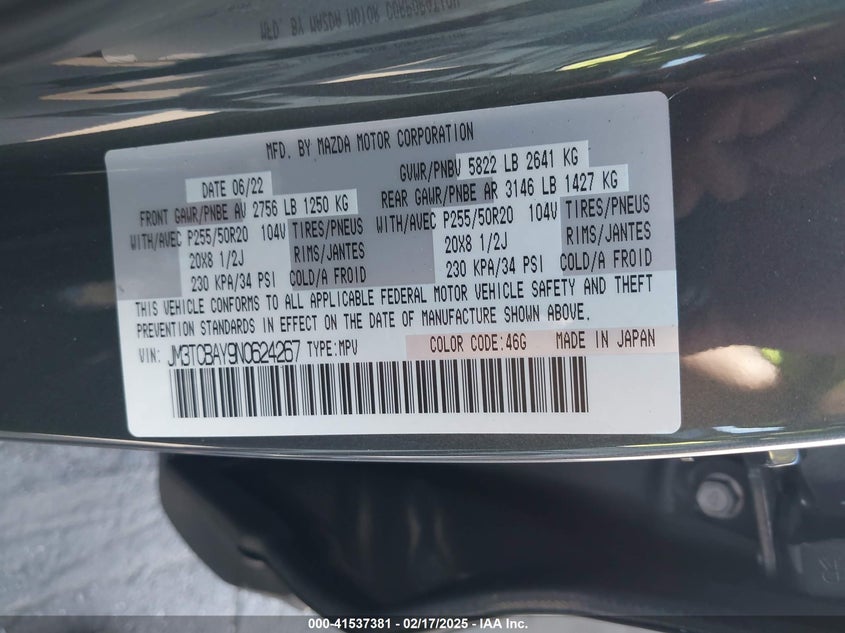 MFD. BY MAZDA MOTOR CORPORATION
MFD. BY MAZDA MOTOR CORPORATION
DATE 06/22 GVWR/PNBV 5822 LB 2641 KG
FRONT GAWR/PNBE AV 2756 LB 1250 KG REAR GAWR/PNBE AR 3146 LB 1427 KG
WITH/AVEC P255/50R20 104V TIRES/PNEUS WITH/AVEC P255/50R20 104V TIRES/PNEUS
20X8 1/2J RIMS/JANTES 20X8 1/2J RIMS/JANTES
230 KPA/34 PSI COLD/A FROID 230 KPA/34 PSI COLD/A FROID
THIS VEHICLE CONFORMS TO ALL APPLICABLE FEDERAL MOTOR VEHICLE SAFETY AND THEFT
PREVENTION STANDARDS IN EFFECT ON THE DATE OF MANUFACTURE SHOWN ABOVE.
VIN: JM3TCBAY9N0624267 TYPE:MPV COLOR CODE:46G MADE IN JAPAN
000-41537381 - 02/17/2025 - IAA Inc.